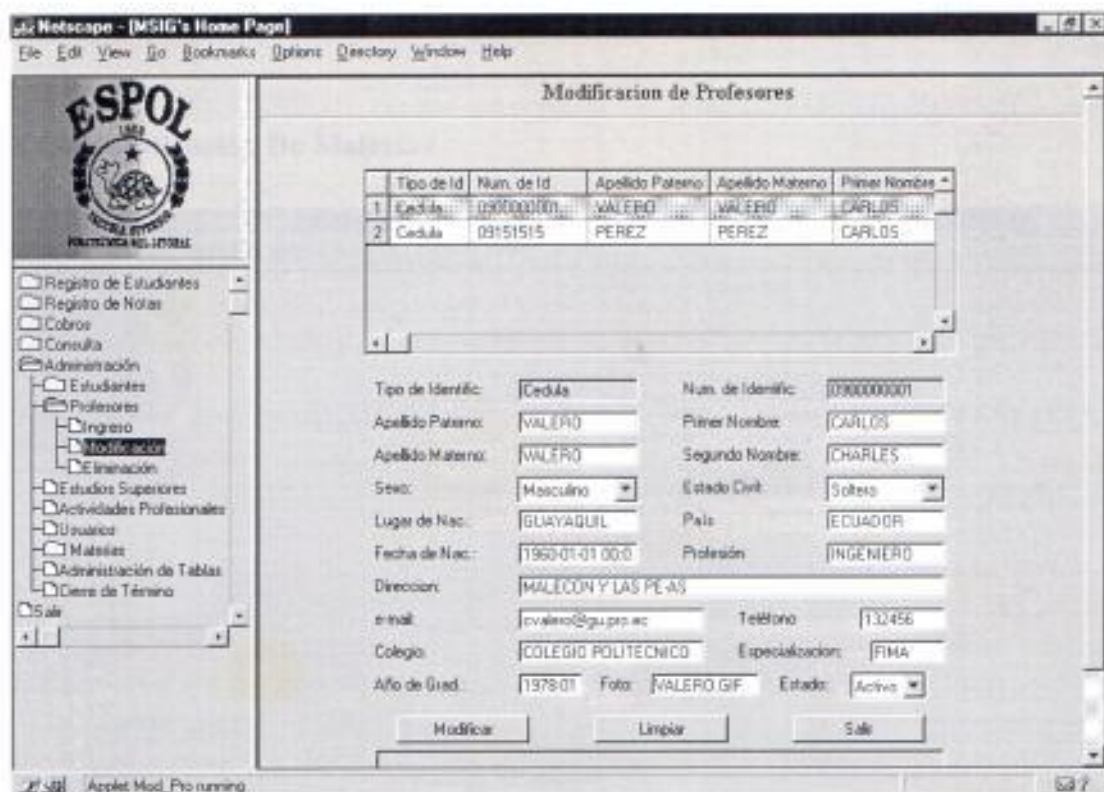 Netscape - [MSIG's Home Page]
File Edit View Go Bookmarks Options Directory Window Help
ESPOL
ESCUELA SUPERIOR
POLITECNICA DEL LITORAL
Registro de Estudiantes
Registro de Notas
Cobros
Consulta
Administración
Estudiantes
Profesores
Ingreso
Modificación
Eliminación
Estudios Superiores
Actividades Profesionales
Usuarios
Materias
Administración de Tablas
Cierre de Término
Salir
Modificacion de Profesores
Tipo de Id Num. de Id Apellido Paterno Apellido Materno Primer Nombre
1 Cedula 0900000001 VALERO VALERO CARLOS
2 Cedula 09151515 PEREZ PEREZ CARLOS
Tipo de Identific: Cedula Num. de Identific: 0900000001
Apellido Paterno: VALERO Primer Nombre: CARLOS
Apellido Materno: VALERO Segundo Nombre: CHARLES
Sexo: Masculino Estado Civil: Soltero
Lugar de Nac.: GUAYAQUIL País ECUADOR
Fecha de Nac.: 1960-01-01 00:0 Profesión INGENIERO
Direccion: MALECON Y LAS PE-AS
e-mail: cvalero@gu.pro.ec Teléfono 132456
Colegio: COLEGIO POLITECNICO Especializacion: FIMA
Año de Grad.: 1978-01 Foto: VALERO.GIF Estado: Activo
Modificar Limpiar Salir
Applet Mod_Pro running